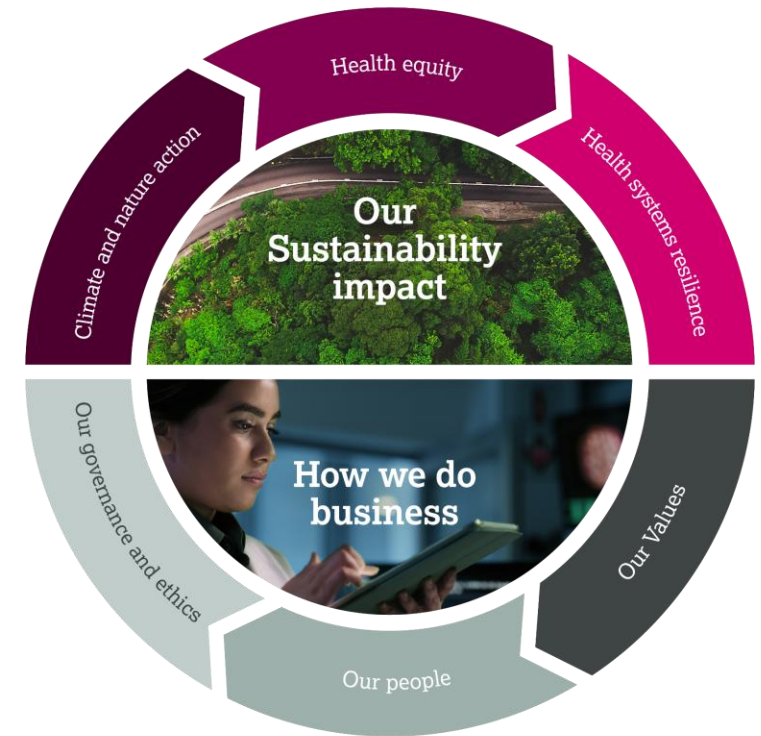 Climate and nature action
Health equity
Health systems resilience
Our
Sustainability
impact
How we do
business
Our Values
Our people
Our governance and ethics